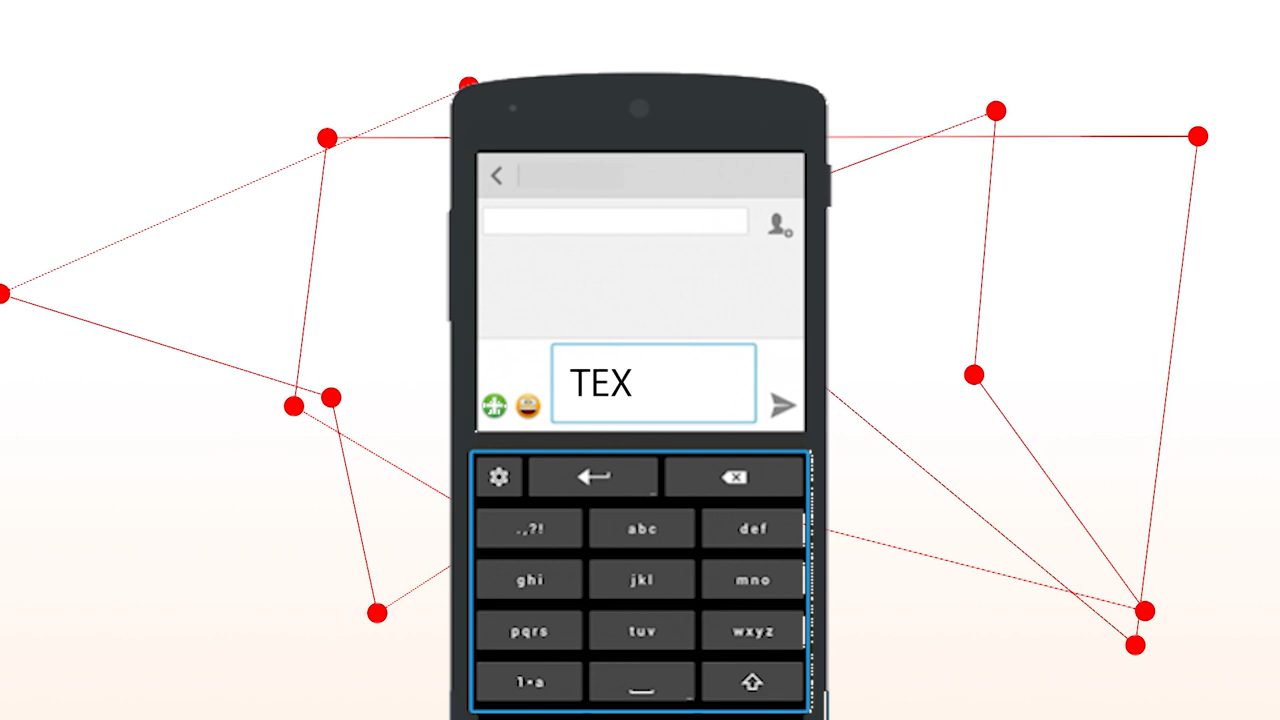 TEX
.,?!
abc
def
ghi
jkl
mno
pqrs
tuv
wxyz
1•a